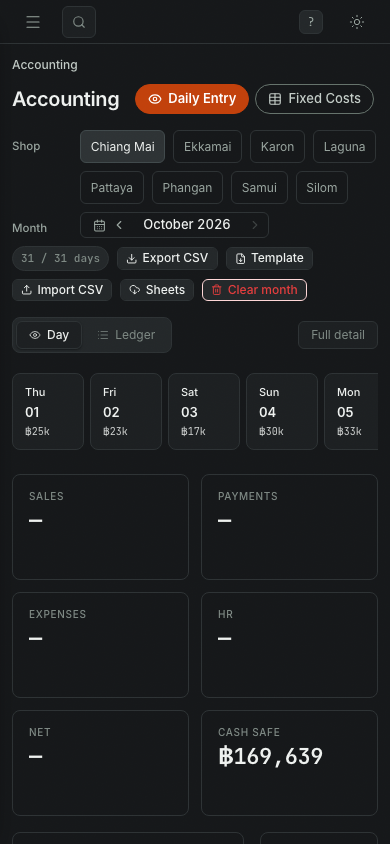 ?
Accounting
Accounting
Daily Entry
Fixed Costs
Shop
Chiang Mai
Ekkamai
Karon
Laguna
Pattaya
Phangan
Samui
Silom
Month
October 2026
31 / 31 days
Export CSV
Template
Import CSV
Sheets
Clear month
Day
Ledger
Full detail
Thu
01
฿25k
Fri
02
฿23k
Sat
03
฿17k
Sun
04
฿30k
Mon
05
฿33k
SALES
—
PAYMENTS
—
EXPENSES
—
HR
—
NET
—
CASH SAFE
฿169,639